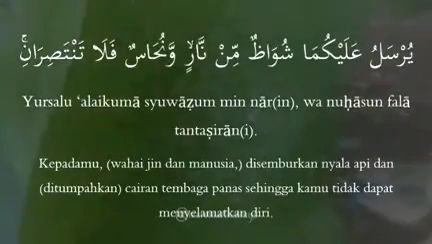 يُرْسَلُ عَلَيْكُمَا شُوَاظٌ مِّنْ نَّارٍۙ وَّنُحَاسٌ فَلَا تَنْتَصِرَانِۚ
Yursalu ‘alaikumā syuwāẓum min nār(in), wa nuḥāsun falā
tantaṣirān(i).
Kepadamu, (wahai jin dan manusia,) disemburkan nyala api dan
(ditumpahkan) cairan tembaga panas sehingga kamu tidak dapat
menyelamatkan diri.